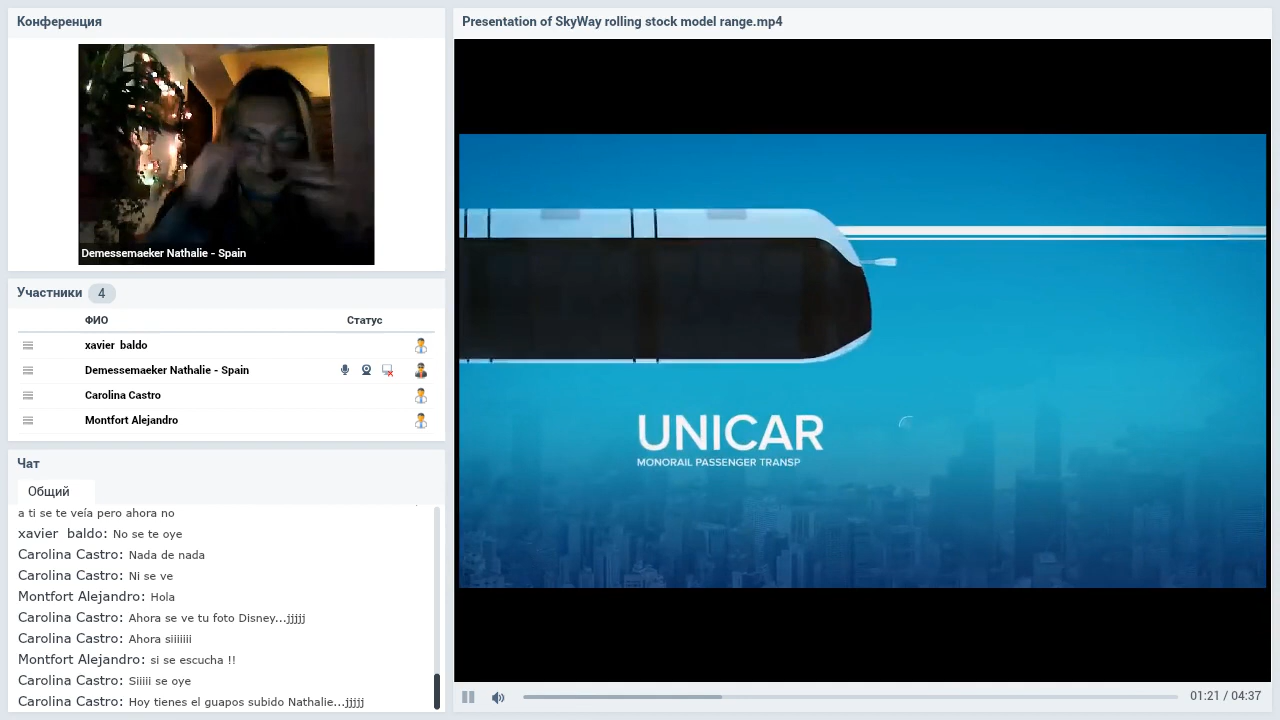 Конференция
Demessemaeker Nathalie - Spain
Участники 4
ФИО Статус
xavier baldo
Demessemaeker Nathalie - Spain
Carolina Castro
Montfort Alejandro
Чат
Общий
a ti se te veía pero ahora no
xavier baldo: No se te oye
Carolina Castro: Nada de nada
Carolina Castro: Ni se ve
Montfort Alejandro: Hola
Carolina Castro: Ahora se ve tu foto Disney...jjjjj
Carolina Castro: Ahora siiiiiii
Montfort Alejandro: si se escucha !!
Carolina Castro: Siiiii se oye
Carolina Castro: Hoy tienes el guapos subido Nathalie...jjjjj
Presentation of SkyWay rolling stock model range.mp4
UNICAR
MONORAIL PASSENGER TRANSP
01:21 / 04:37